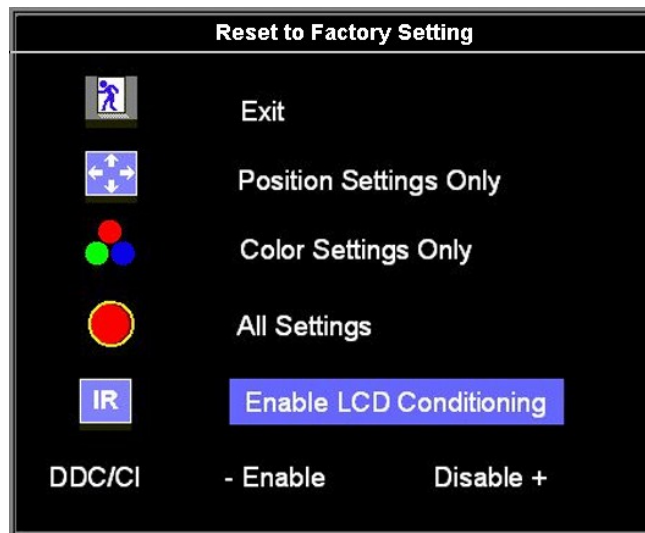 Reset to Factory Setting
Exit
Position Settings Only
Color Settings Only
All Settings
IR Enable LCD Conditioning
DDC/CI - Enable Disable +